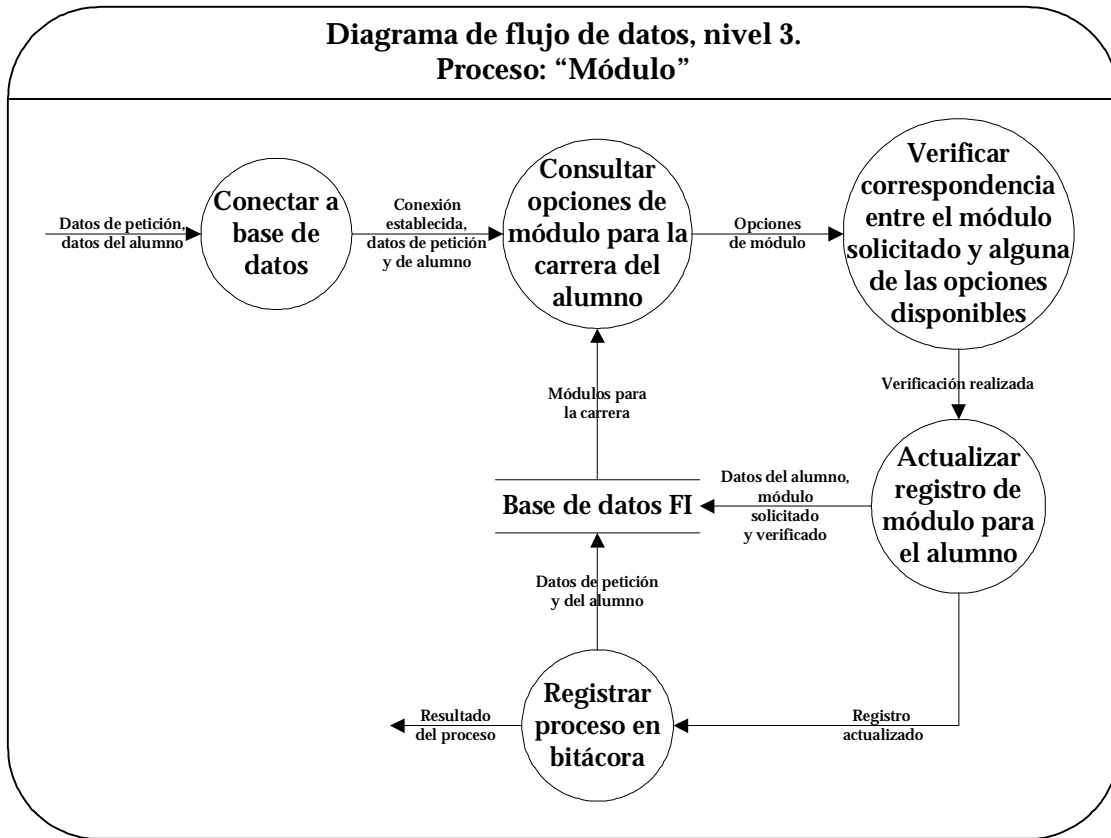 Diagrama de flujo de datos, nivel 3.
Proceso: “Módulo”
Datos de petición,
datos del alumno
Conectar a
base de
datos
Conexión
establecida,
datos de petición
y de alumno
Consultar
opciones de
módulo para la
carrera del
alumno
Opciones
de módulo
Verificar
correspondencia
entre el módulo
solicitado y alguna
de las opciones
disponibles
Verificación realizada
Módulos para
la carrera
Actualizar
registro de
módulo para
el alumno
Datos del alumno,
módulo
solicitado
y verificado
Base de datos FI
Datos de petición
y del alumno
Registrar
proceso en
bitácora
Registro
actualizado
Resultado
del proceso